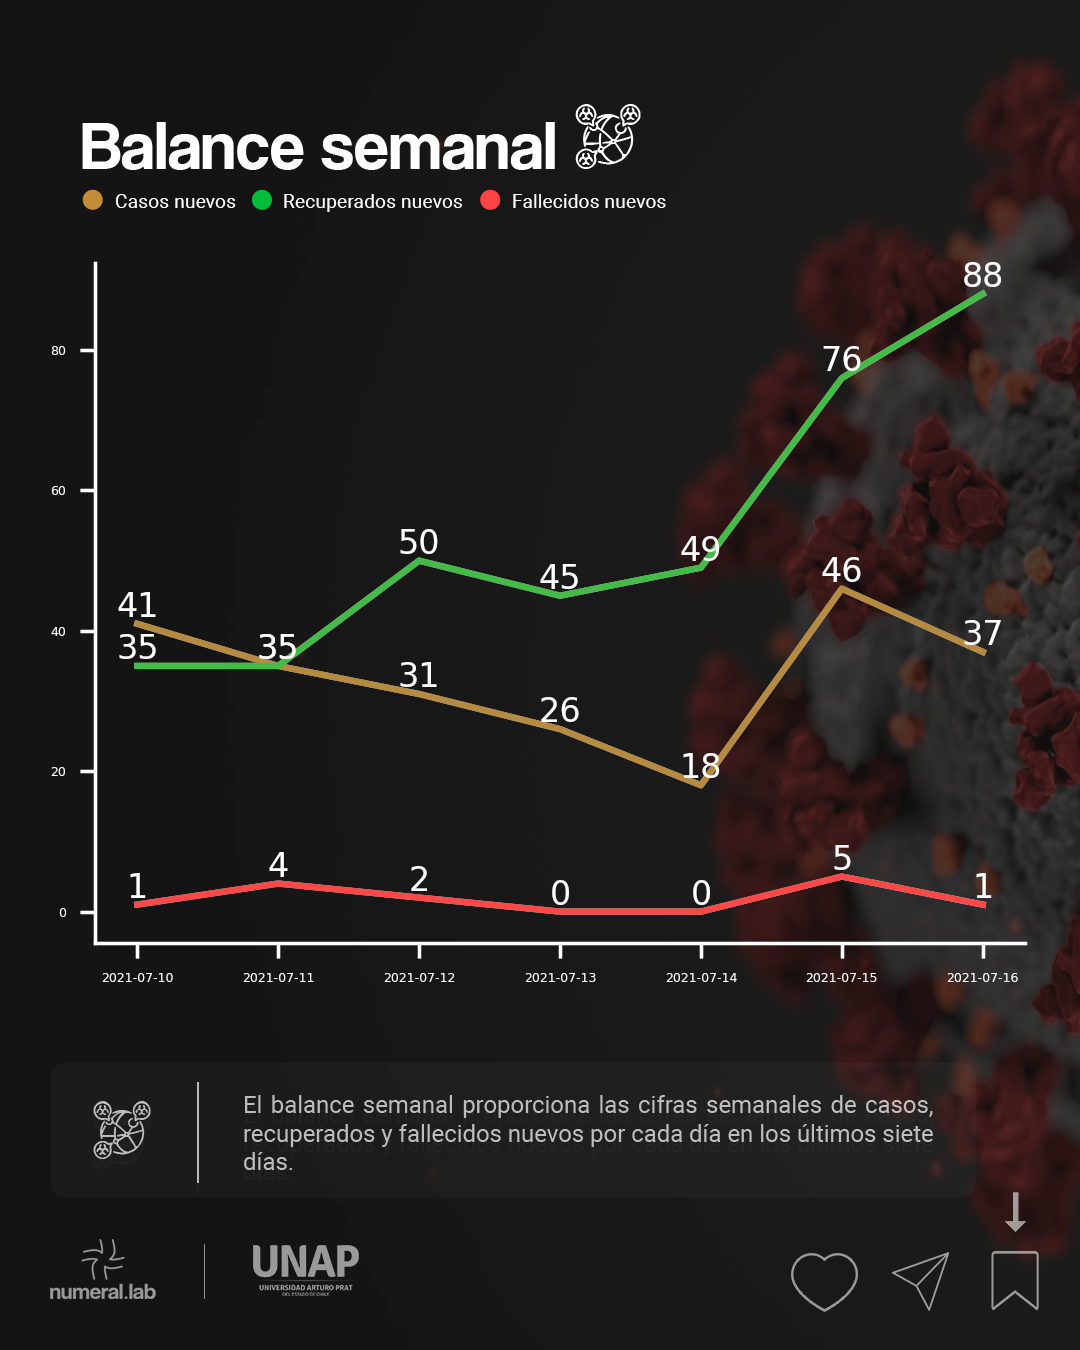 Balance semanal
Casos nuevos Recuperados nuevos Fallecidos nuevos
88
80
76
60
50
45
49
46
41
40
35
35
37
31
26
20
18
1
4
2
0
0
5
1
0
2021-07-10 2021-07-11 2021-07-12 2021-07-13 2021-07-14 2021-07-15 2021-07-16
El balance semanal proporciona las cifras semanales de casos,
recuperados y fallecidos nuevos por cada día en los últimos siete
días.
numeral.lab
UNAP
UNIVERSIDAD ARTURO PRAT
DEL ESTADO DE CHILE